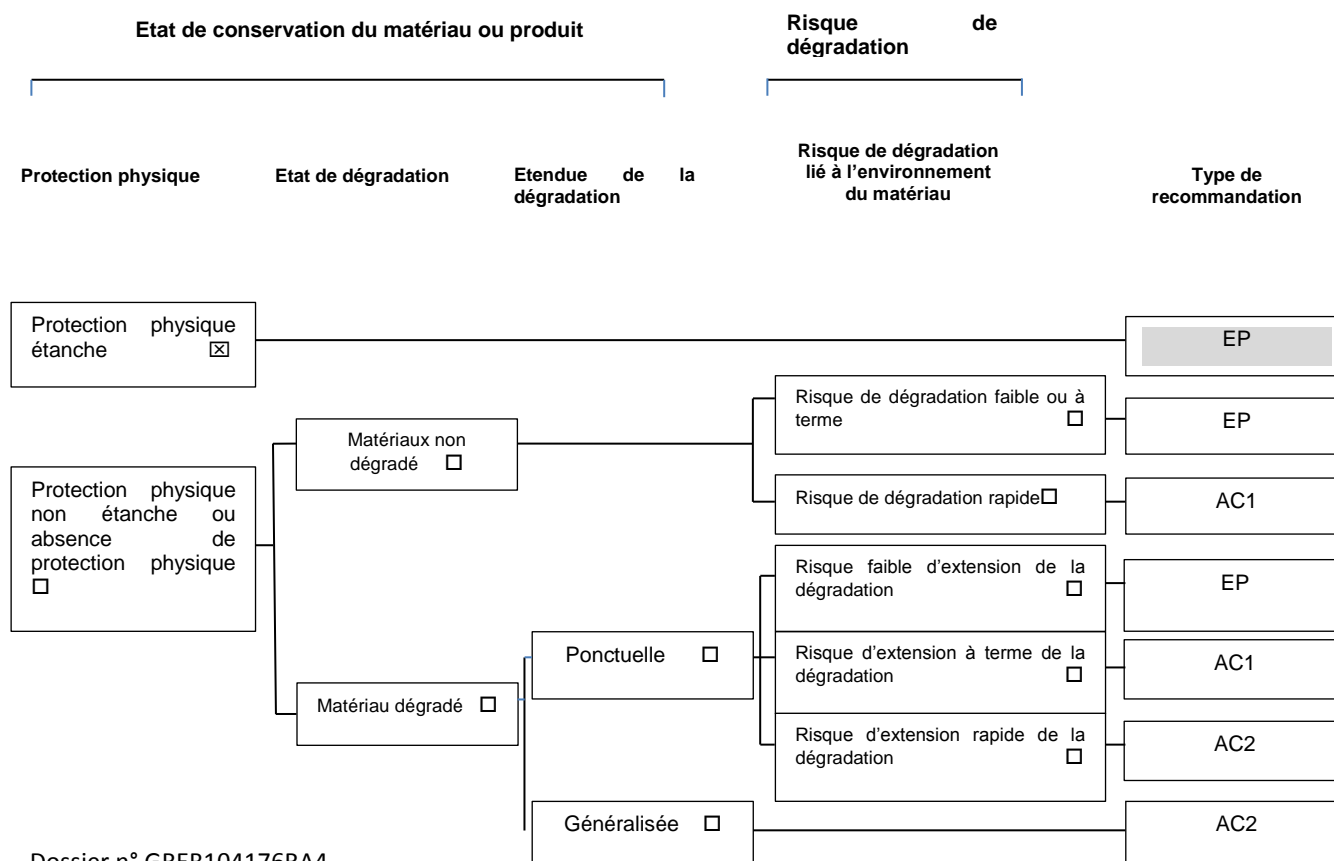 Etat de conservation du matériau ou produit
Risque de
dégradation
Protection physique
Etat de dégradation
Etendue de la
dégradation
Risque de dégradation
lié à l'environnement
du matériau
Type de
recommandation
Protection physique
étanche ☒
EP
Risque de dégradation faible ou à
terme ☐
EP
Matériaux non
dégradé ☐
Protection physique
non étanche ou
absence de
protection physique
☐
Risque de dégradation rapide☐
AC1
Risque faible d'extension de la
dégradation ☐
EP
Ponctuelle ☐
Risque d'extension à terme de la
dégradation ☐
AC1
Matériau dégradé ☐
Risque d'extension rapide de la
dégradation ☐
AC2
Généralisée ☐
AC2
Dossier n° GREP104176BA4